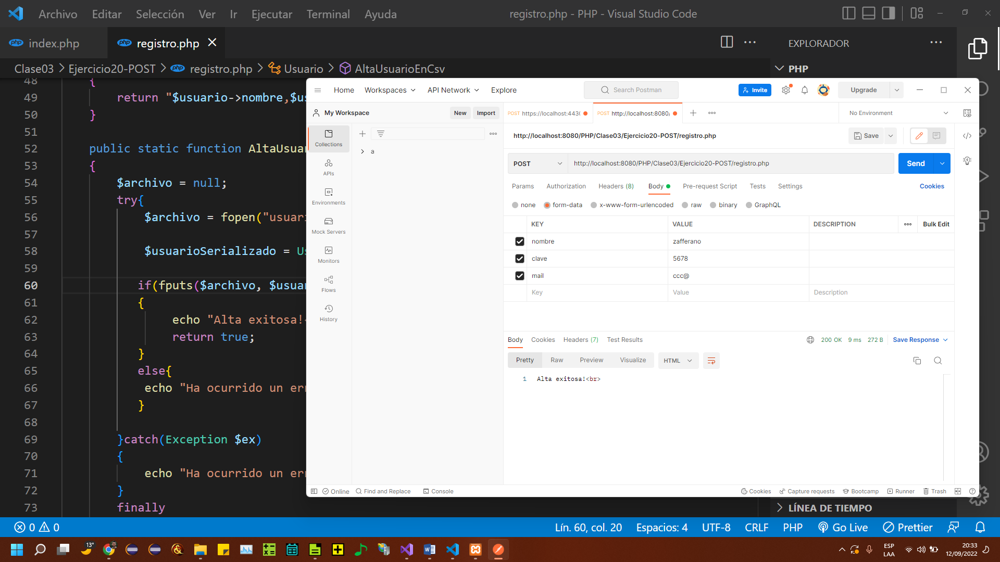 Archivo Editar Selección Ver Ir Ejecutar Terminal Ayuda
registro.php - PHP - Visual Studio Code
php index.php
php registro.php
EXPLORADOR
Clase03 > Ejercicio20-POST > php registro.php > Usuario > AltaUsuarioEnCsv
PHP
48 {
49 return "$usuario->nombre,$us
50 }
51
52 public static function AltaUsuar
53 {
54 $archivo = null;
55 try{
56 $archivo = fopen("usuari
57
58 $usuarioSerializado = Us
59
60 if(fputs($archivo, $usuar
61 {
62 echo "Alta exitosa!<
63 return true;
64 }
65 else{
66 echo "Ha ocurrido un err
67 }
68
69 }catch(Exception $ex)
70 {
71 echo "Ha ocurrido un err
72 }
73 finally
Home Workspaces API Network Explore
Search Postman
Invite
Upgrade
My Workspace
New Import
POST https://localhost:4430
POST http://localhost:8080/
No Environment
Collections
APIs
Environments
Mock Servers
Monitors
Flows
History
a
http://localhost:8080/PHP/Clase03/Ejercicio20-POST/registro.php
Save
POST http://localhost:8080/PHP/Clase03/Ejercicio20-POST/registro.php
Send
Params Authorization Headers (8) Body Pre-request Script Tests Settings Cookies
none form-data x-www-form-urlencoded raw binary GraphQL
KEY VALUE DESCRIPTION Bulk Edit
nombre zafferano
clave 5678
mail ccc@
Key Value Description
Body Cookies Headers (7) Test Results
200 OK 9 ms 272 B Save Response
Pretty Raw Preview Visualize HTML
1 Alta exitosa!<br>
Online Find and Replace Console
Cookies Capture requests Bootcamp Runner Trash
LÍNEA DE TIEMPO
0 0
Lín. 60, col. 20 Espacios: 4 UTF-8 CRLF PHP Go Live Prettier
13°
ESP
LAA
20:33
12/09/2022